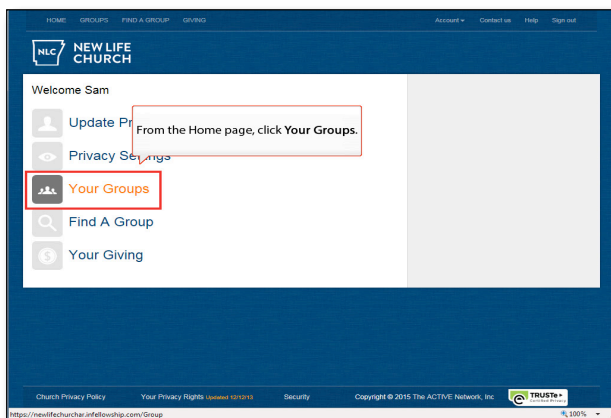 HOME GROUPS FIND A GROUP GIVING Account Contact us Help Sign out
NLC NEW LIFE
CHURCH
Welcome Sam
Update Pr
From the Home page, click Your Groups.
Privacy Settings
Your Groups
Find A Group
Your Giving
Church Privacy Policy Your Privacy Rights Updated 12/12/13 Security Copyright © 2015 The ACTIVE Network, Inc TRUSTe
Certified Privacy
https://newlifechurchar.infellowship.com/Group 100%